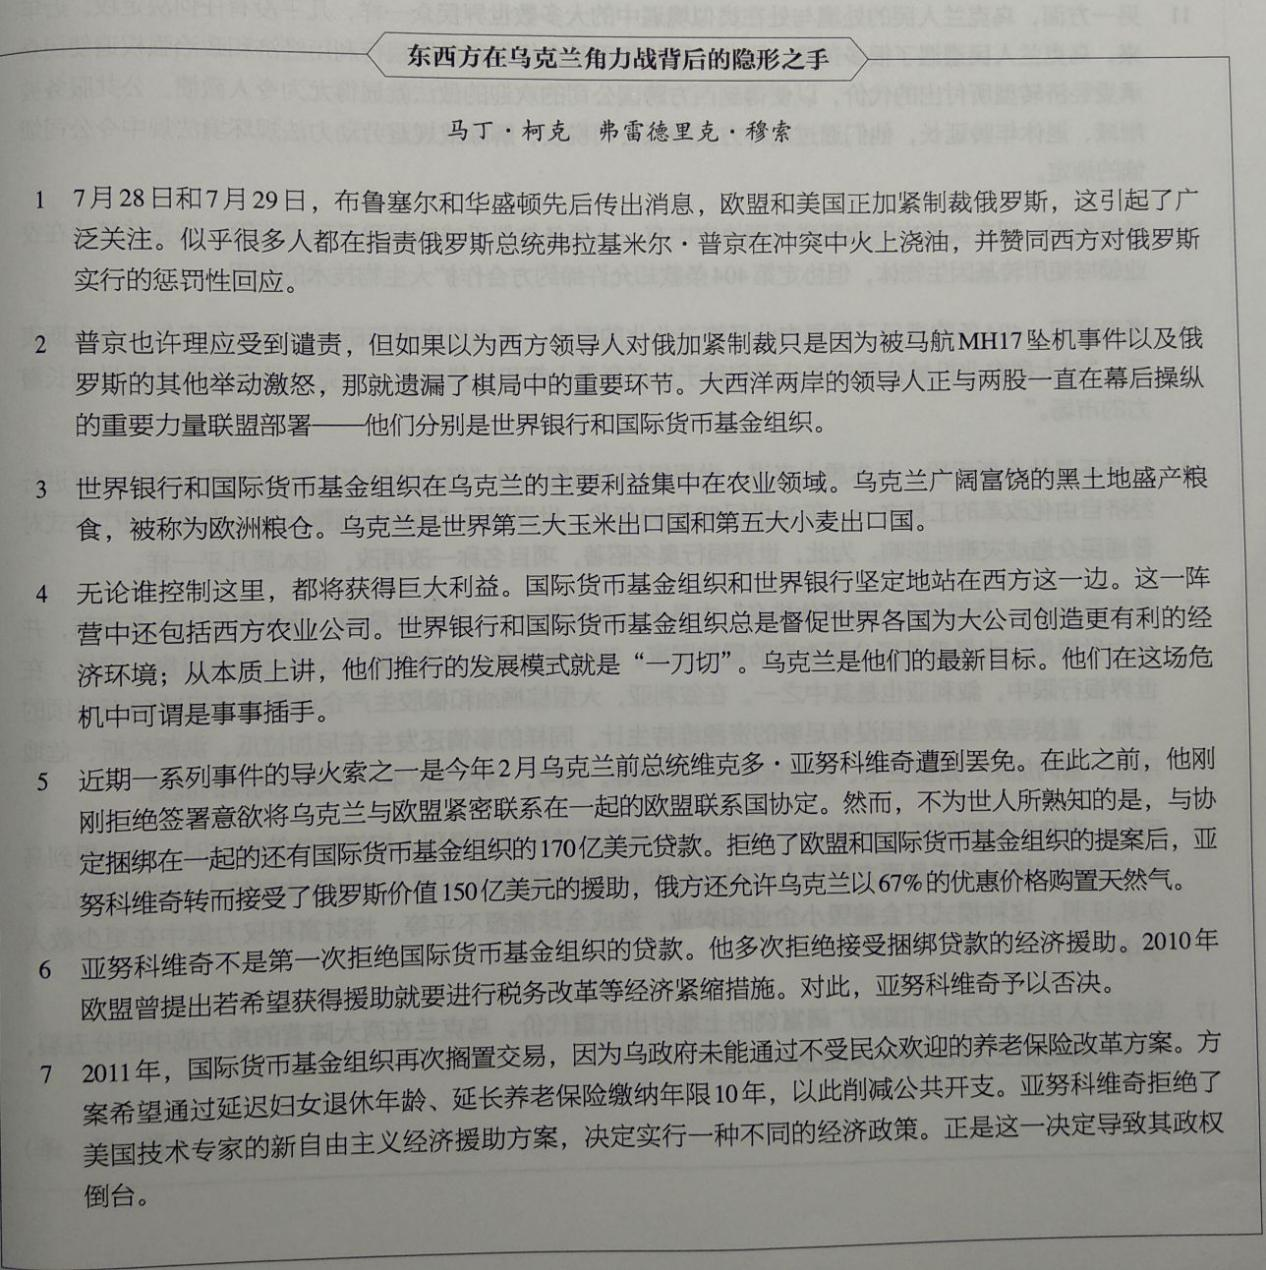 东西方在乌克兰角力战背后的隐形之手
马丁·柯克 弗雷德里克·穆索
1 7月28日和7月29日，布鲁塞尔和华盛顿先后传出消息，欧盟和美国正加紧制裁俄罗斯，这引起了广
泛关注。似乎很多人都在指责俄罗斯总统弗拉基米尔·普京在冲突中火上浇油，并赞同西方对俄罗斯
实行的惩罚性回应。
2 普京也许理应受到谴责，但如果以为西方领导人对俄加紧制裁只是因为被马航MH17坠机事件以及俄
罗斯的其他举动激怒，那就遗漏了棋局中的重要环节。大西洋两岸的领导人正与两股一直在幕后操纵
的重要力量联盟部署——他们分别是世界银行和国际货币基金组织。
3 世界银行和国际货币基金组织在乌克兰的主要利益集中在农业领域。乌克兰广阔富饶的黑土地盛产粮
食，被称为欧洲粮仓。乌克兰是世界第三大玉米出口国和第五大小麦出口国。
4 无论谁控制这里，都将获得巨大利益。国际货币基金组织和世界银行坚定地站在西方这一边。这一阵
营中还包括西方农业公司。世界银行和国际货币基金组织总是督促世界各国为大公司创造更有利的经
济环境；从本质上讲，他们推行的发展模式就是“一刀切”。乌克兰是他们的最新目标。他们在这场危
机中可谓是事事插手。
5 近期一系列事件的导火索之一是今年2月乌克兰前总统维克多·亚努科维奇遭到罢免。在此之前，他刚
刚拒绝签署意欲将乌克兰与欧盟紧密联系在一起的欧盟联系国协定。然而，不为世人所熟知的是，与协
定捆绑在一起的还有国际货币基金组织的170亿美元贷款。拒绝了欧盟和国际货币基金组织的提案后，亚
努科维奇转而接受了俄罗斯价值150亿美元的援助，俄方还允许乌克兰以67%的优惠价格购置天然气。
6 亚努科维奇不是第一次拒绝国际货币基金组织的贷款。他多次拒绝接受捆绑贷款的经济援助。2010年
欧盟曾提出若希望获得援助就要进行税务改革等经济紧缩措施。对此，亚努科维奇予以否决。
7 2011年，国际货币基金组织再次搁置交易，因为乌政府未能通过不受民众欢迎的养老保险改革方案。方
案希望通过延迟妇女退休年龄、延长养老保险缴纳年限10年，以此削减公共开支。亚努科维奇拒绝了
美国技术专家的新自由主义经济援助方案，决定实行一种不同的经济政策。正是这一决定导致其政权
倒台。